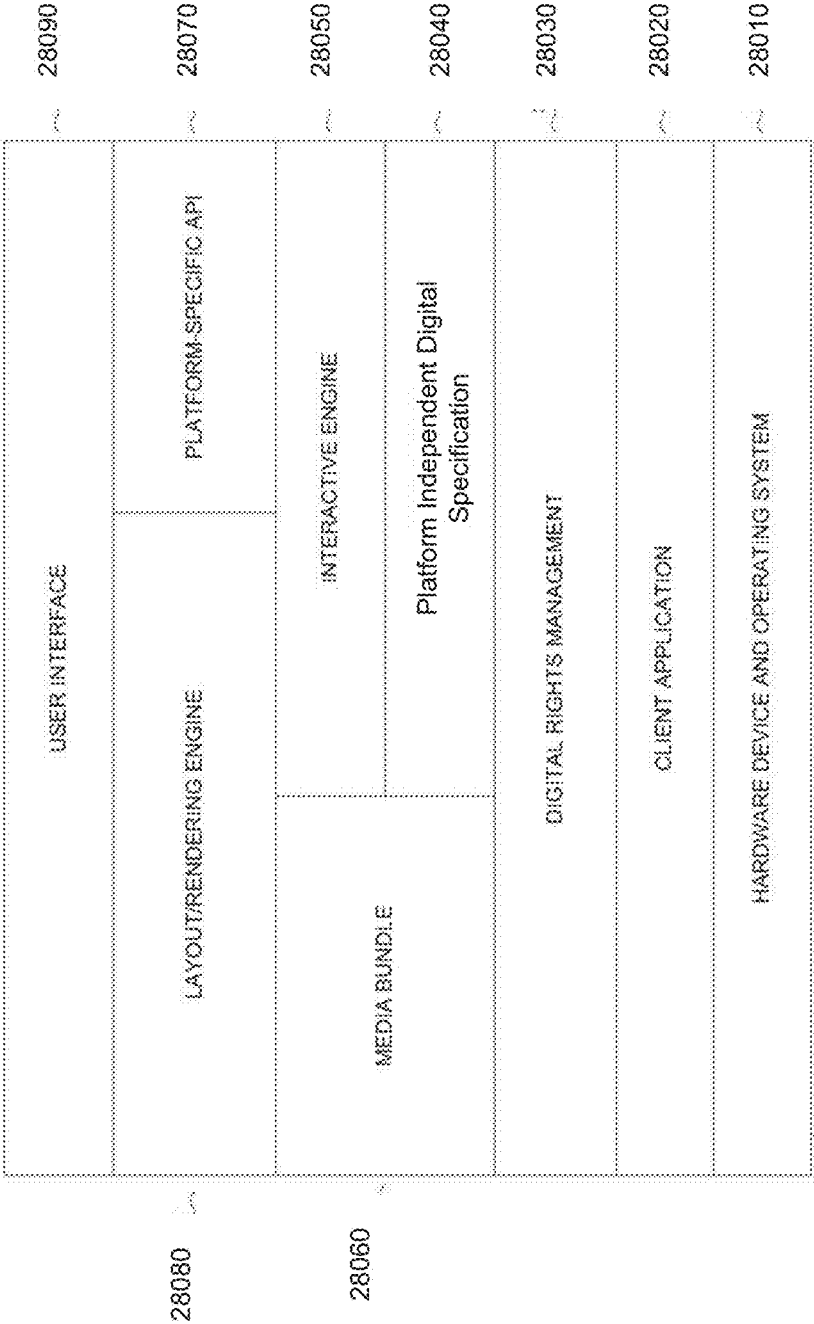 28090
USER INTERFACE
28080
LAYOUT/RENDERING ENGINE
PLATFORM-SPECIFIC API
28070
28060
MEDIA BUNDLE
INTERACTIVE ENGINE
28050
Platform Independent Digital
Specification
28040
DIGITAL RIGHTS MANAGEMENT
28030
CLIENT APPLICATION
28020
HARDWARE DEVICE AND OPERATING SYSTEM
28010